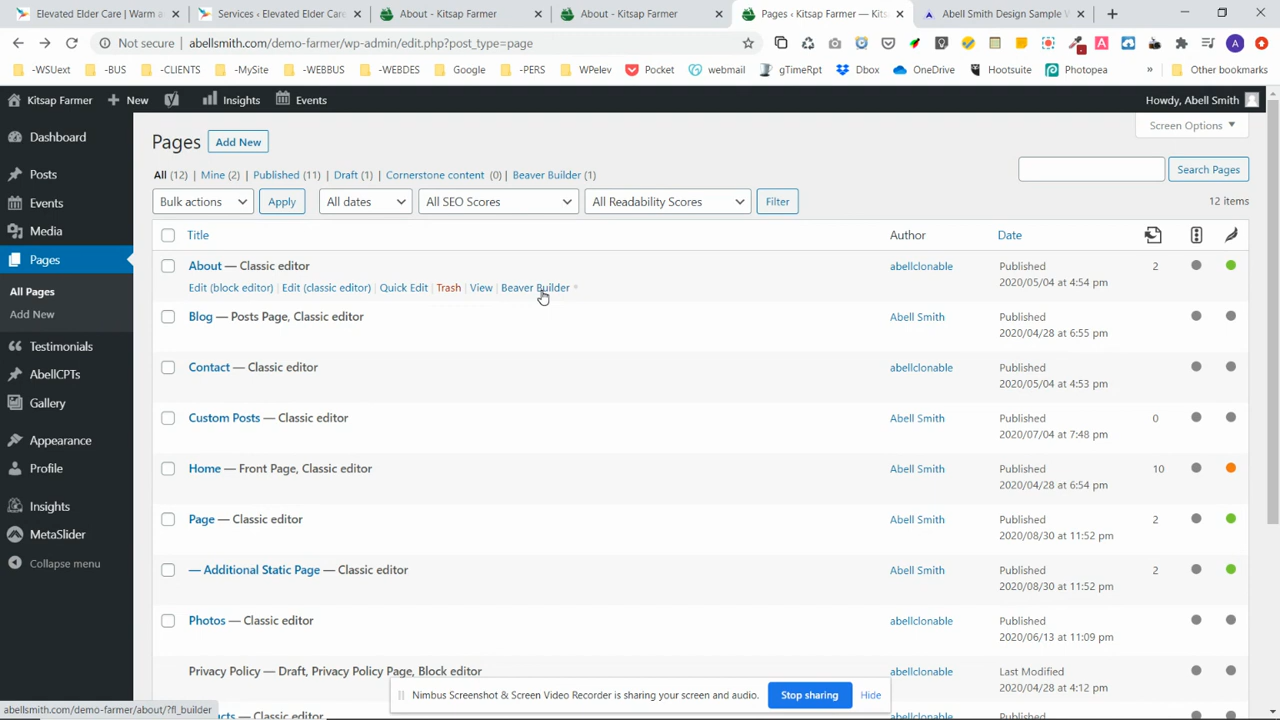 Elevated Elder Care | Warm a
Services ‹ Elevated Elder Care
About - Kitsap Farmer
About - Kitsap Farmer
Pages ‹ Kitsap Farmer — Kits
Abell Smith Design Sample W
Not secure | abellsmith.com/demo-farmer/wp-admin/edit.php?post_type=page
-WSUext -BUS -CLIENTS -MySite -WEBBUS -WEBDES Google -PERS WPelev Pocket webmail gTimeRpt Dbox OneDrive Hootsuite Photopea » Other bookmarks
Kitsap Farmer New Insights Events Howdy, Abell Smith
Screen Options
Dashboard
Posts
Events
Media
Pages
All Pages
Add New
Testimonials
AbellCPTs
Gallery
Appearance
Profile
Insights
MetaSlider
Collapse menu
Pages Add New
All (12) | Mine (2) | Published (11) | Draft (1) | Cornerstone content (0) | Beaver Builder (1)
Search Pages
Bulk actions Apply All dates All SEO Scores All Readability Scores Filter 12 items
Title Author Date
About — Classic editor abellclonable Published 2
2020/05/04 at 4:54 pm
Edit (block editor) | Edit (classic editor) | Quick Edit | Trash | View | Beaver Builder
Blog — Posts Page, Classic editor Abell Smith Published
2020/04/28 at 6:55 pm
Contact — Classic editor abellclonable Published
2020/05/04 at 4:53 pm
Custom Posts — Classic editor Abell Smith Published 0
2020/07/04 at 7:48 pm
Home — Front Page, Classic editor Abell Smith Published 10
2020/04/28 at 6:54 pm
Page — Classic editor Abell Smith Published 2
2020/08/30 at 11:52 pm
— Additional Static Page — Classic editor Abell Smith Published 2
2020/08/30 at 11:52 pm
Photos — Classic editor abellclonable Published
2020/06/13 at 11:09 pm
Privacy Policy — Draft, Privacy Policy Page, Block editor abellclonable Last Modified
2020/04/28 at 4:12 pm
Classic editor
Nimbus Screenshot & Screen Video Recorder is sharing your screen and audio. Stop sharing Hide
abellsmith.com/demo-farmer/about/?fl_builder